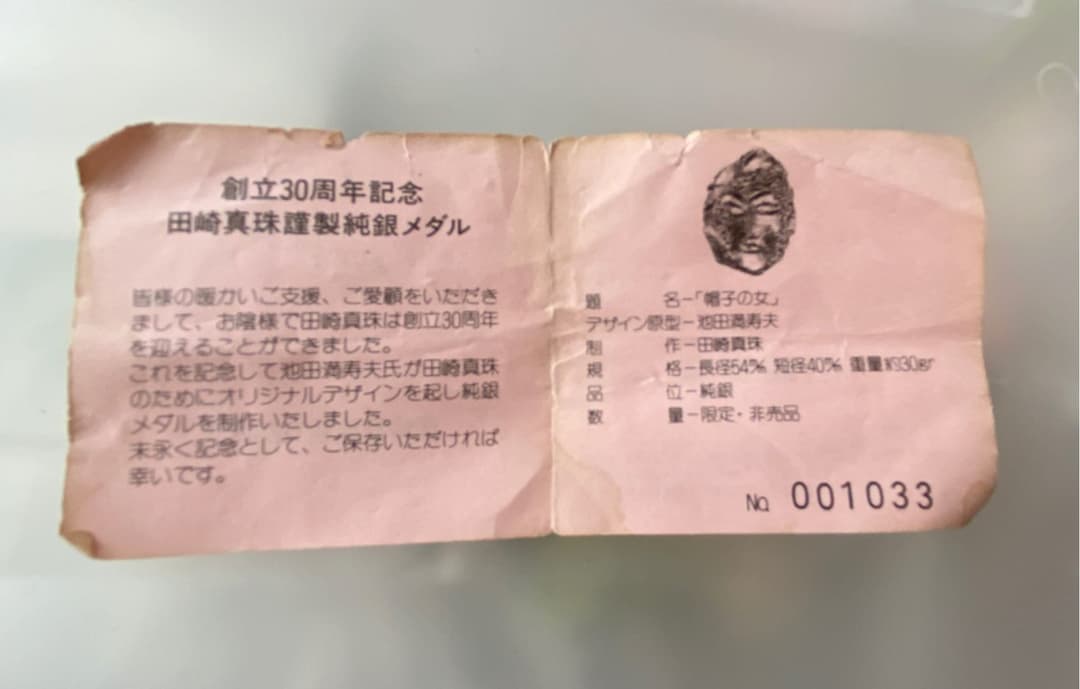 創立30周年記念
田崎真珠謹製純銀メダル
皆様の暖かいご支援、ご愛顧をいただき
まして、お陰様で田崎真珠は創立30周年
を迎えることができました。
これを記念して池田満寿夫氏が田崎真珠
のためにオリジナルデザインを起し純銀
メダルを制作いたしました。
末永く記念として、ご保存いただければ
幸いです。
題名-「帽子の女」
デザイン原型-池田満寿夫
制作-田崎真珠
規格-長径54㎜ 短径40㎜ 重量約30gr
品位-純銀
数量-限定・非売品
No. 001033